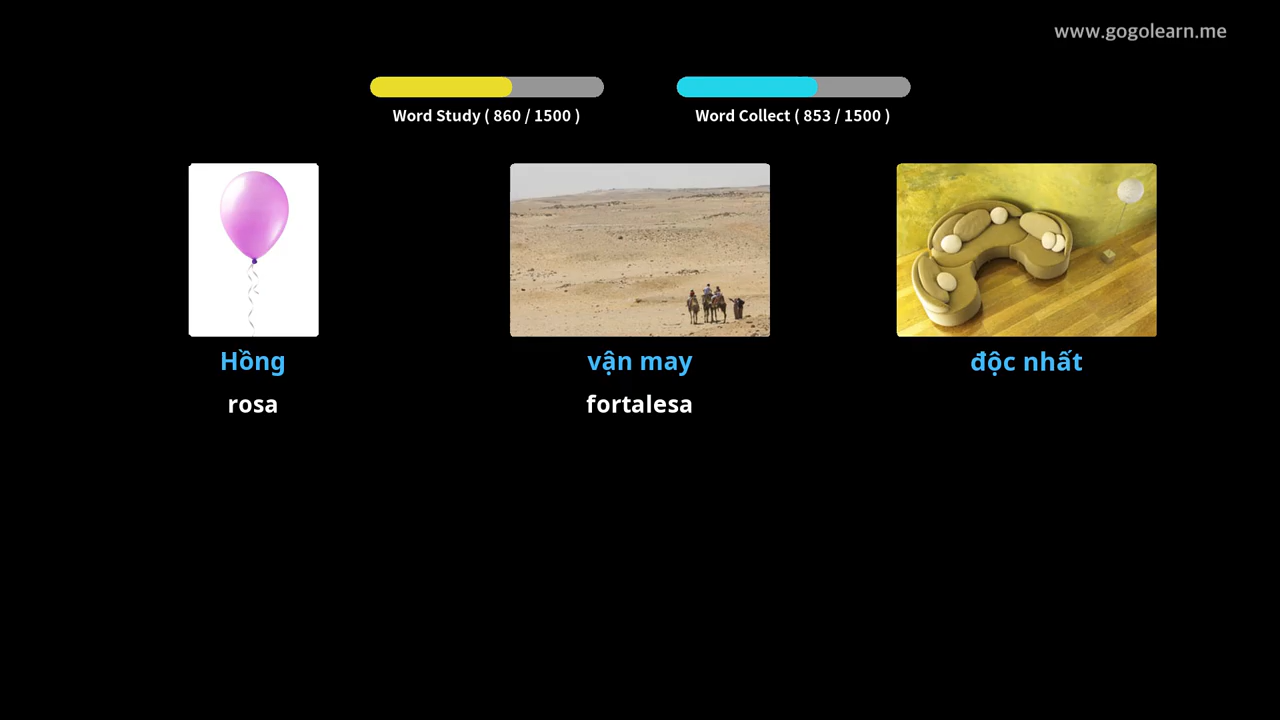 www.gogolearn.me
Word Study ( 860 / 1500 )
Word Collect ( 853 / 1500 )
Hồng
vận may
độc nhất
rosa
fortalesa